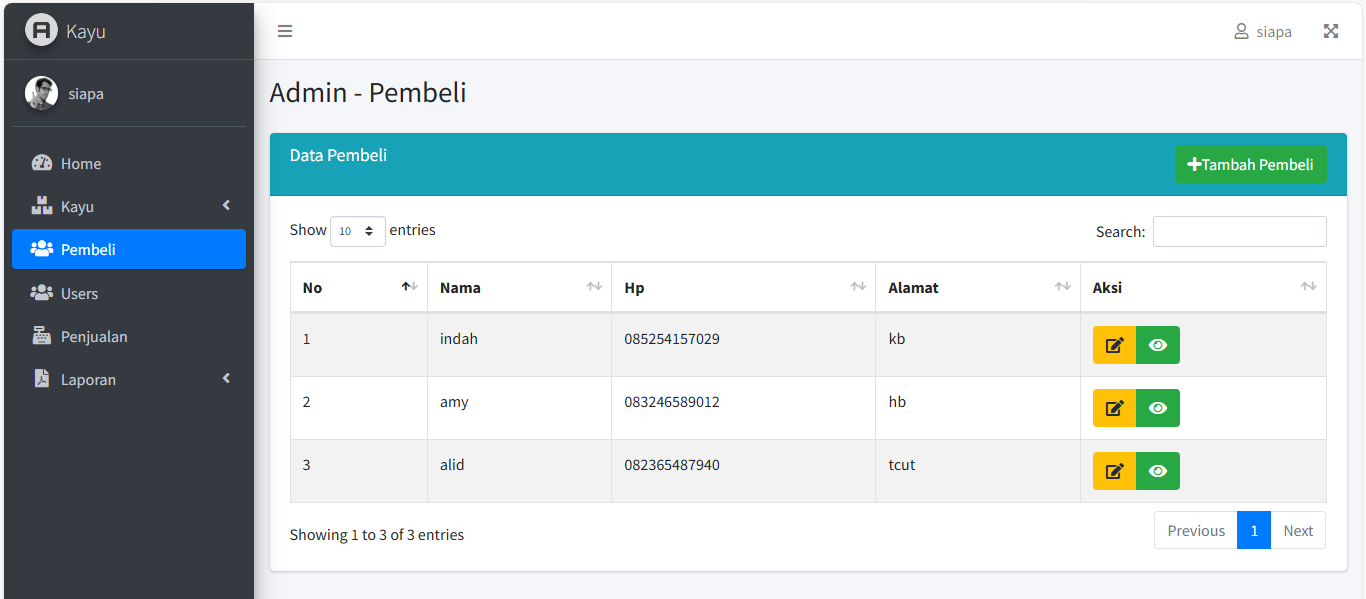 Kayu
siapa
siapa
Home
Kayu
Pembeli
Users
Penjualan
Laporan
Admin - Pembeli
Data Pembeli
Tambah Pembeli
Show 10 entries
Search:
No Nama Hp Alamat Aksi
1 indah 085254157029 kb
2 amy 083246589012 hb
3 alid 082365487940 tcut
Showing 1 to 3 of 3 entries
Previous 1 Next